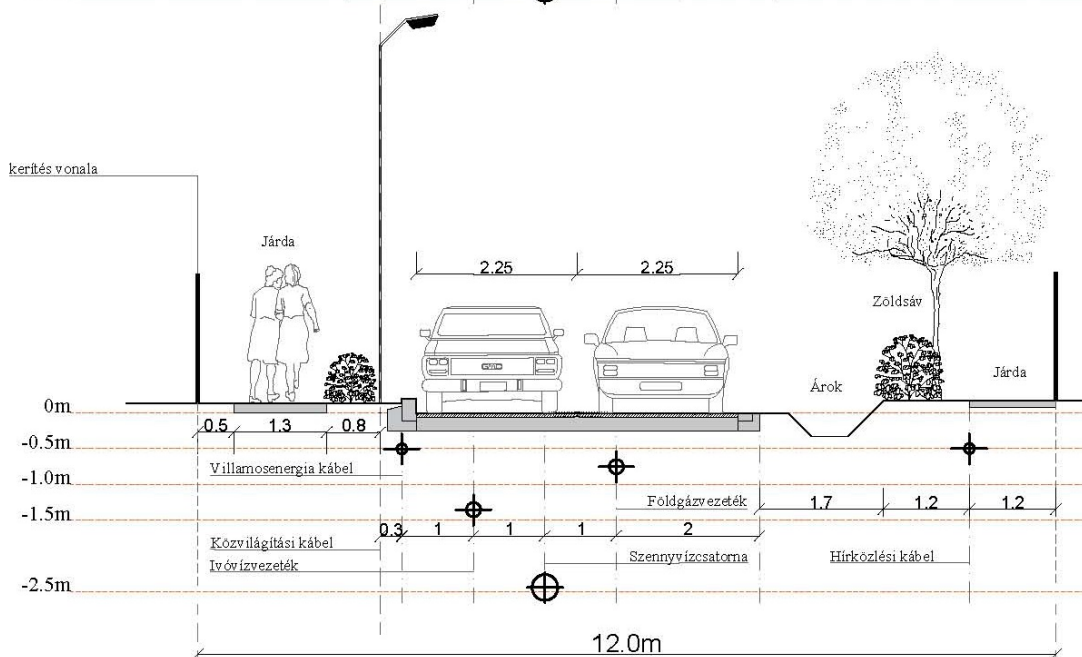 kerítés vonala
Járda
2.25 2.25
Zöldsáv
Árok
Járda
GMC
0m
0.5 1.3 0.8
-0.5m
Villamosenergia kábel
-1.0m
Földgázvezeték
1.7 1.2 1.2
-1.5m
0.3 1 1 1 2
Közvilágítási kábel
Ivóvízvezeték
Szennyvízcsatorna
Hírközlési kábel
-2.5m
12.0m